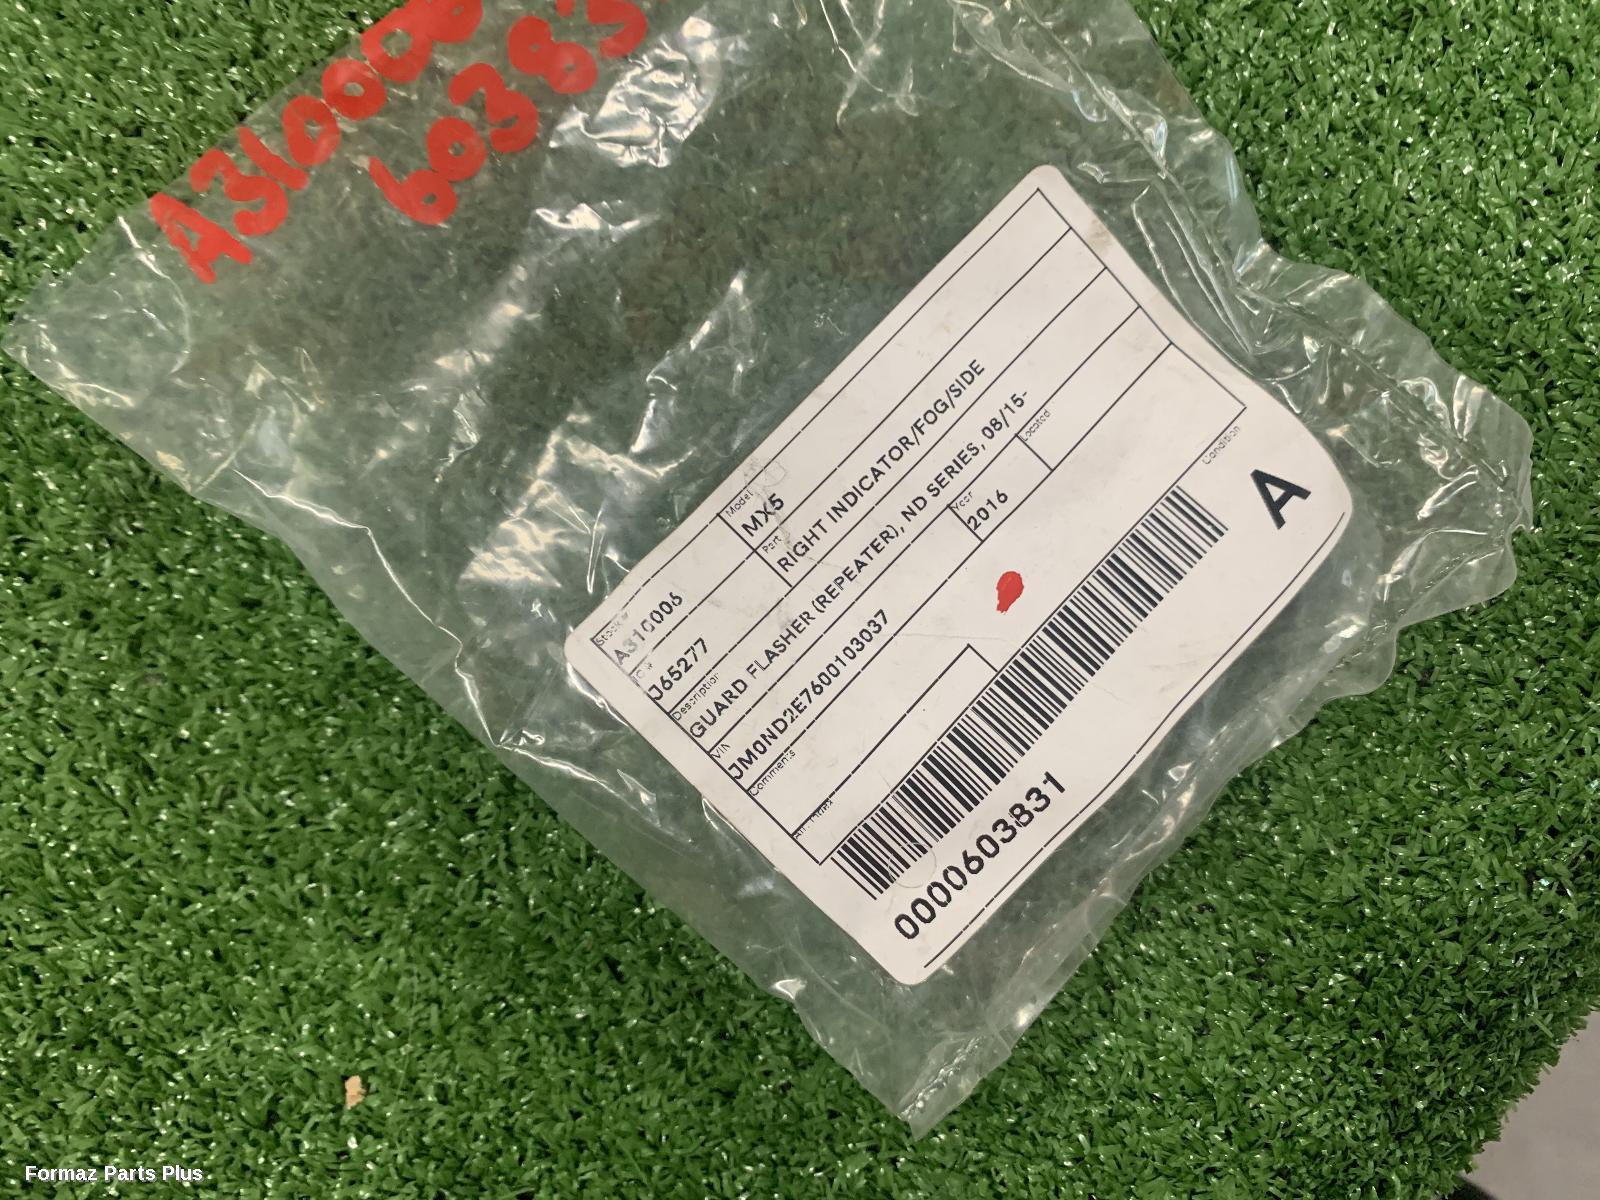 A310006
60383
Stock #
A310006
Model
MX5
J65277
Part
RIGHT INDICATOR/FOG/SIDE
Description
GUARD FLASHER (REPEATER), ND SERIES, 08/15-
VIN
JM0ND2E7600103037
Year
2016
Located
Comments
Condition
A
0000603831
Formaz Parts Plus